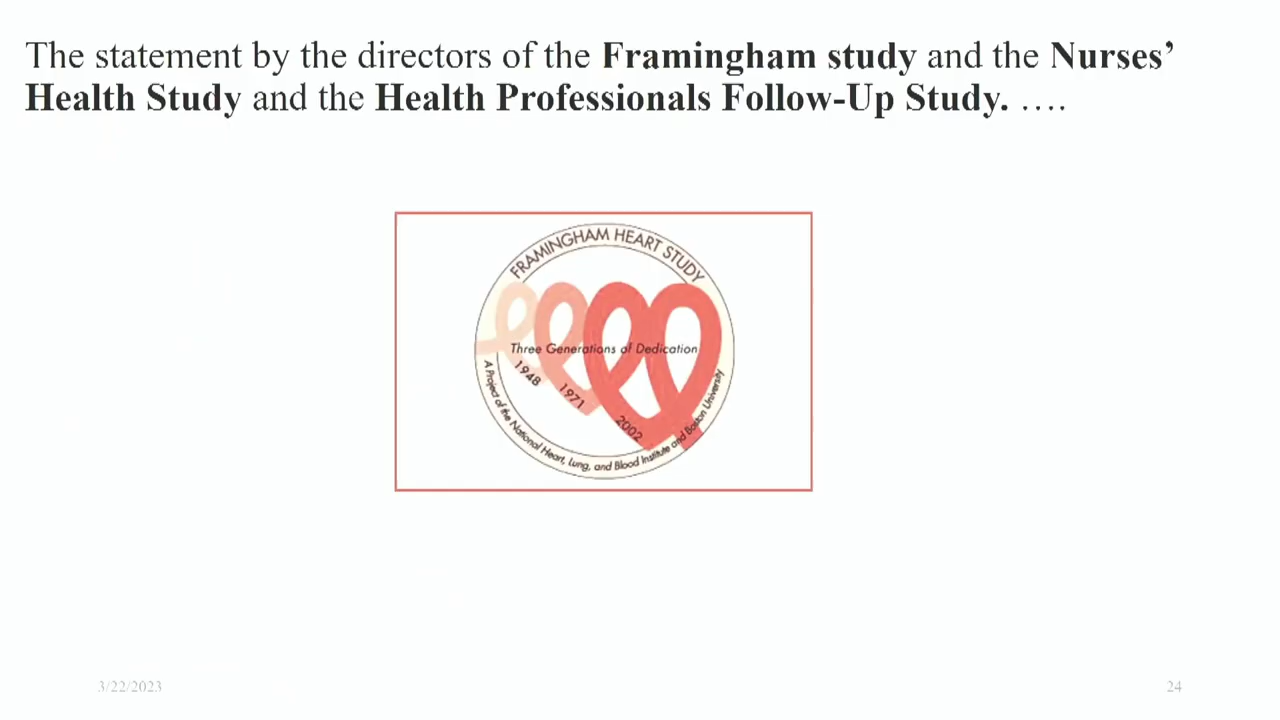 The statement by the directors of the Framingham study and the Nurses’
Health Study and the Health Professionals Follow-Up Study. ….
FRAMINGHAM HEART STUDY
Three Generations of Dedication
1948
1971
2002
A Project of the National Heart, Lung, and Blood Institute and Boston University
3/22/2023
24